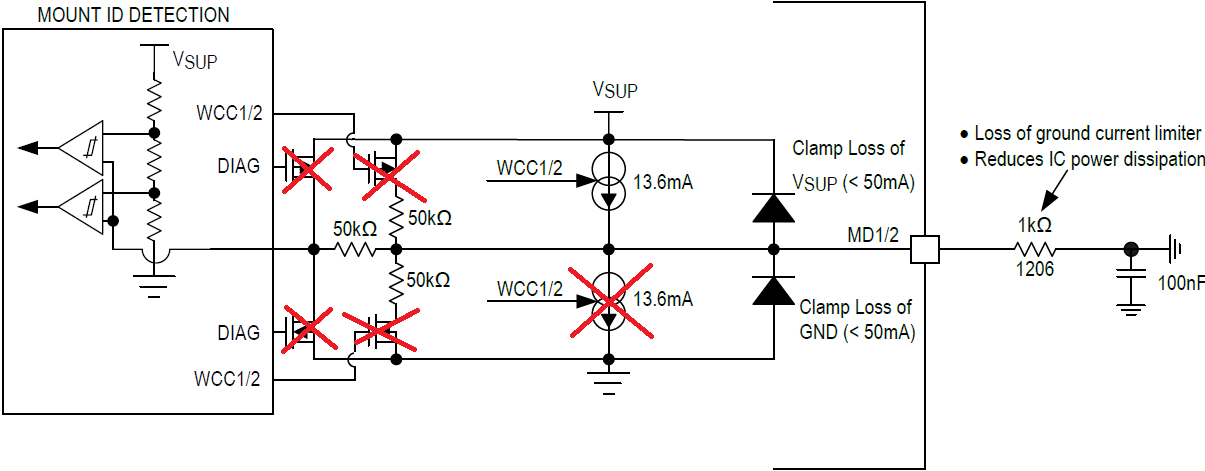 MOUNT ID DETECTION
VSUP
WCC1/2
DIAG
50kΩ
50kΩ
50kΩ
DIAG
WCC1/2
VSUP
WCC1/2
13.6mA
WCC1/2
13.6mA
Clamp Loss of
VSUP (< 50mA)
MD1/2
Clamp Loss of
GND (< 50mA)
● Loss of ground current limiter
● Reduces IC power dissipation
1kΩ
1206
100nF